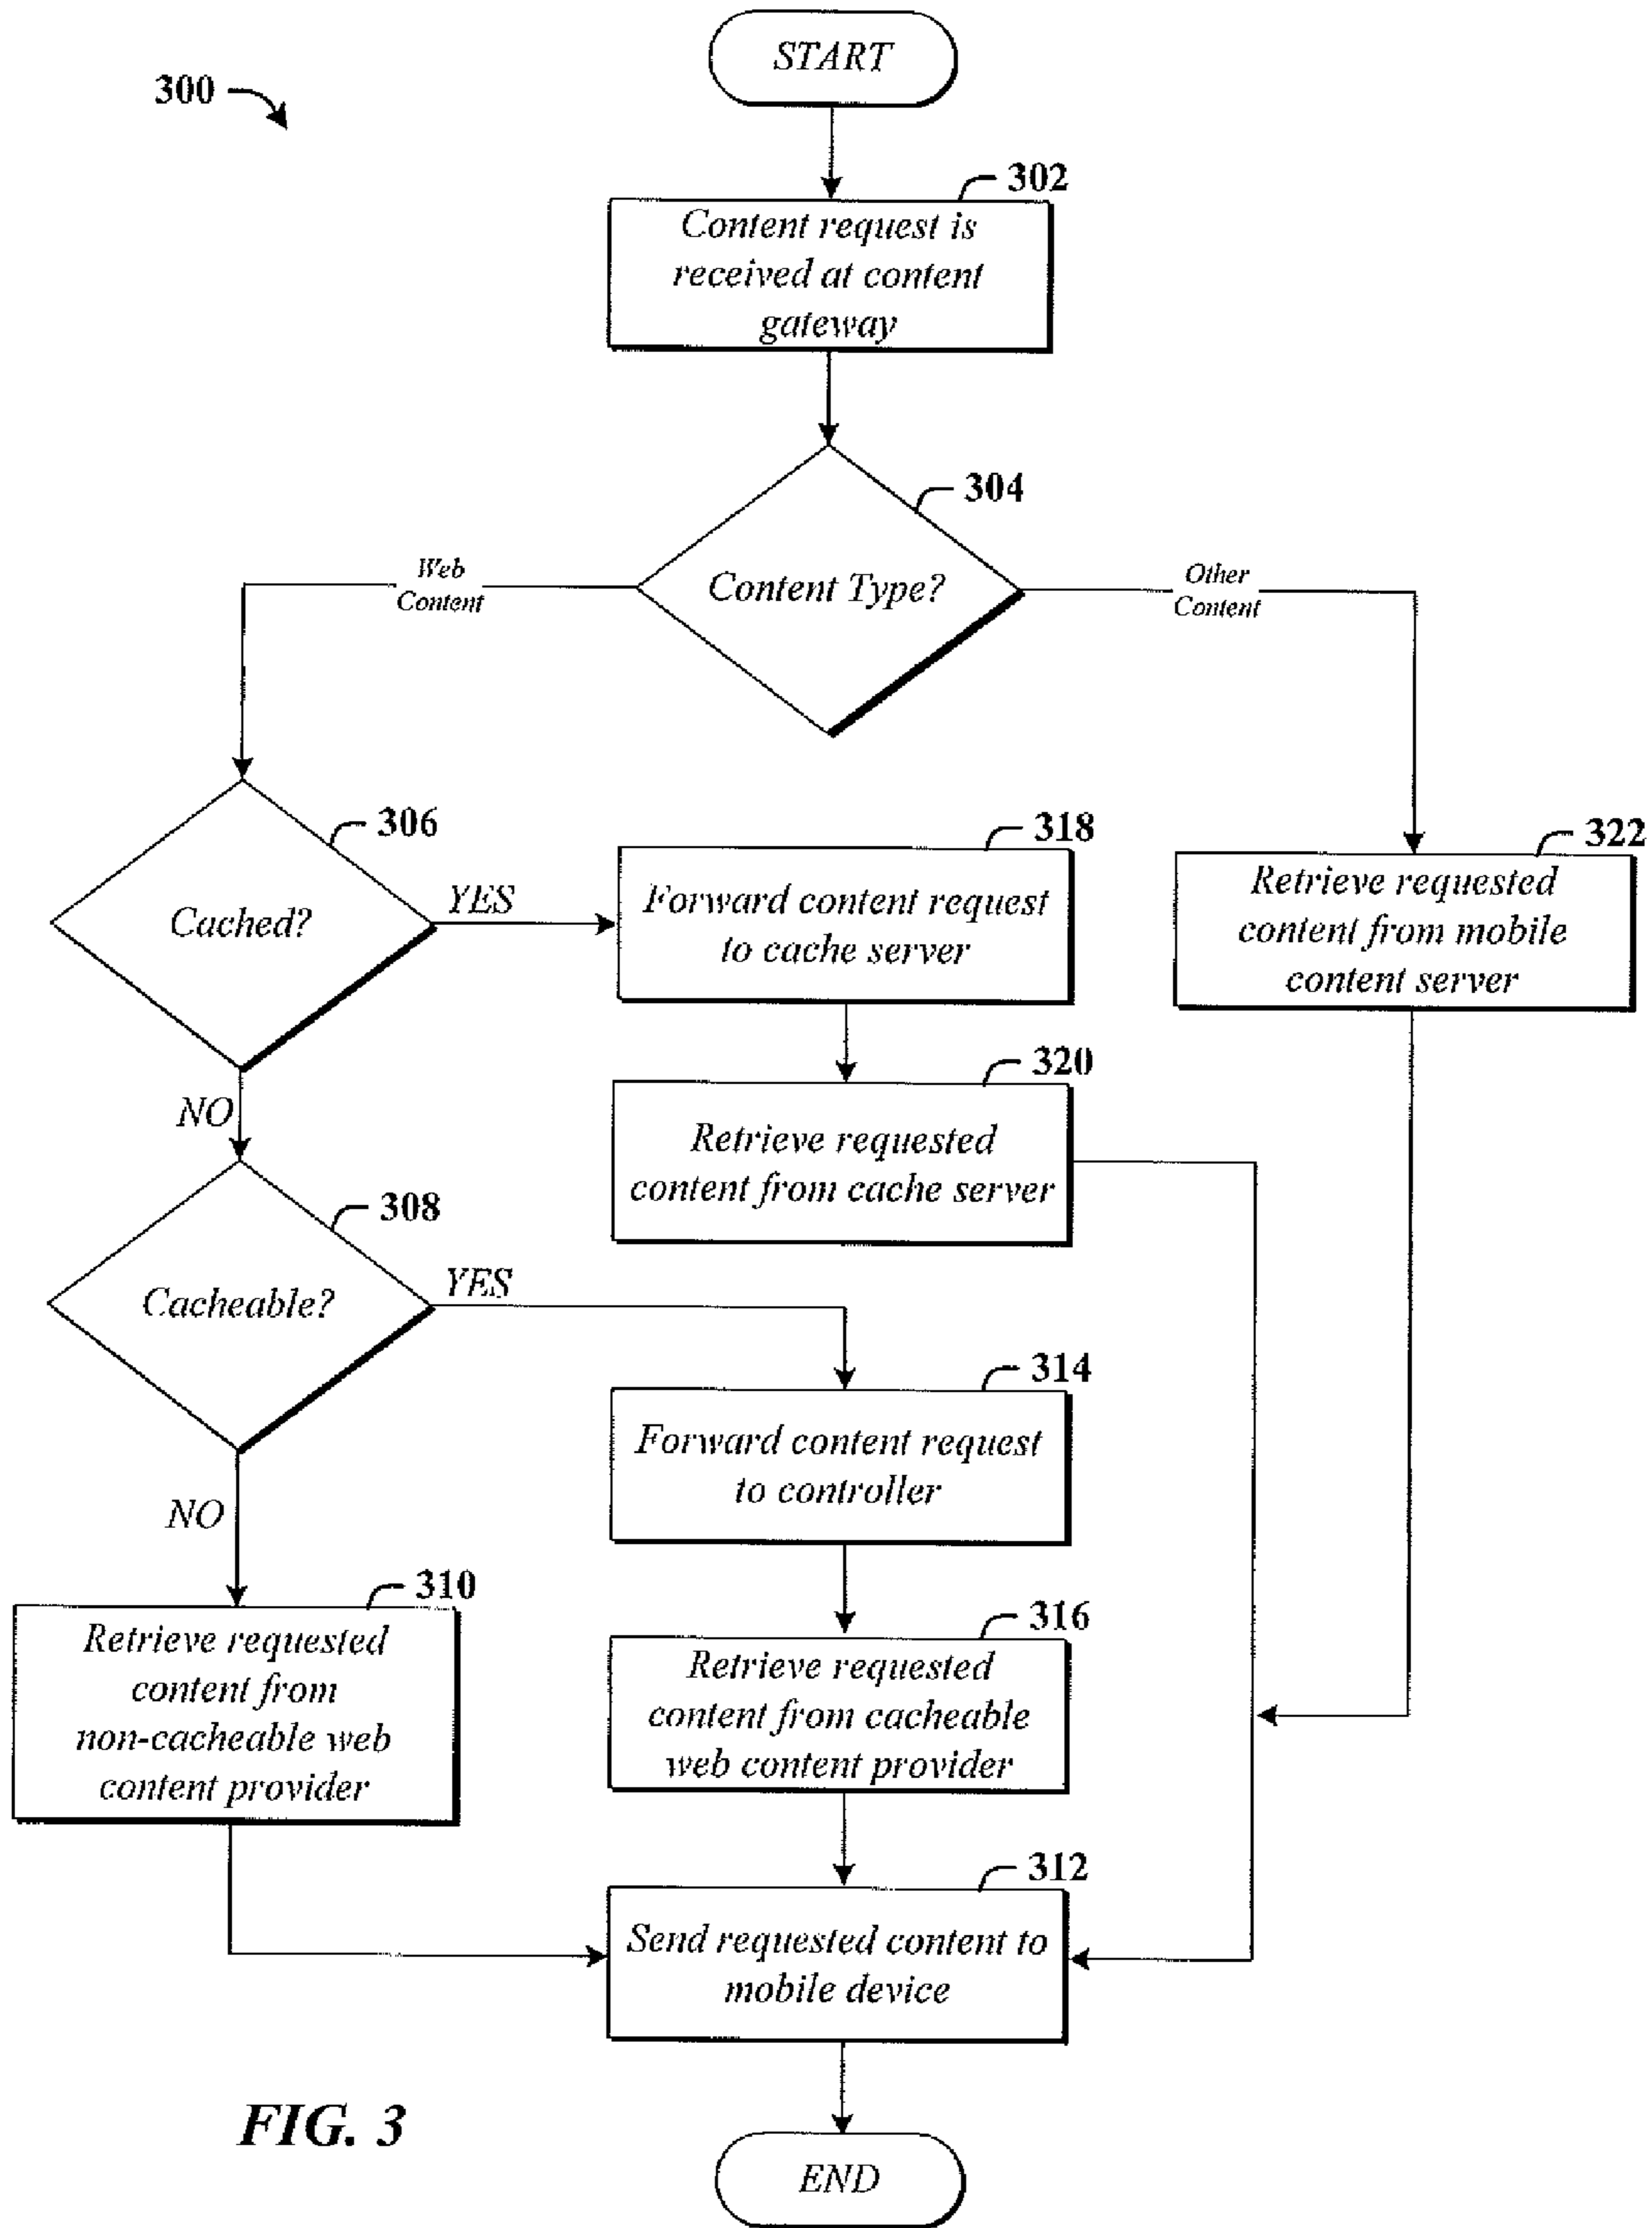 START
300
302
Content request is
received at content
gateway
304
Content Type?
Web
Content
Other
Content
306
Cached?
YES
NO
318
Forward content request
to cache server
322
Retrieve requested
content from mobile
content server
320
Retrieve requested
content from cache server
308
Cacheable?
YES
NO
314
Forward content request
to controller
310
Retrieve requested
content from
non-cacheable web
content provider
316
Retrieve requested
content from cacheable
web content provider
312
Send requested content to
mobile device
FIG. 3
END